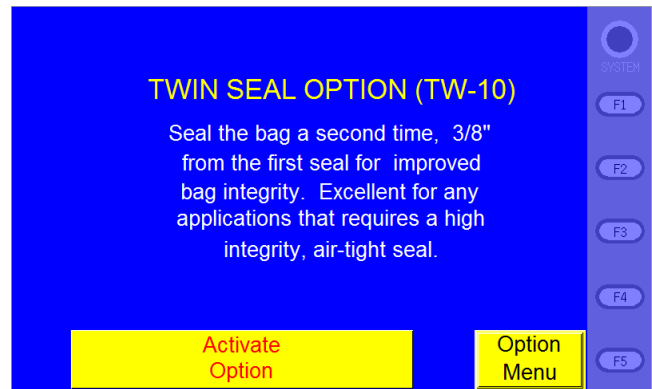 TWIN SEAL OPTION (TW-10)
Seal the bag a second time, 3/8"
from the first seal for improved
bag integrity. Excellent for any
applications that requires a high
integrity, air-tight seal.
Activate
Option
Option
Menu
SYSTEM
F1
F2
F3
F4
F5